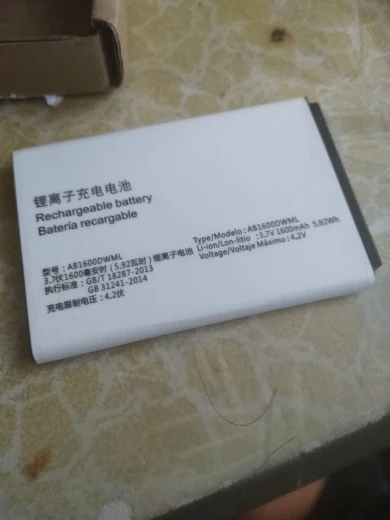 锂离子充电电池
Rechargeable battery
Bateria recargable
型号: AB1600DWML
3.7伏1600毫安时 (5.92瓦时) 锂离子电池
执行标准: GB/T 18287-2013
GB 31241-2014
充电限制电压: 4.2伏
Type/Modelo: AB1600DWML
Li-ion/Lon-litio : 3.7V 1600mAh 5.92Wh
Voltage/Voltaje Máximo: 4.2V